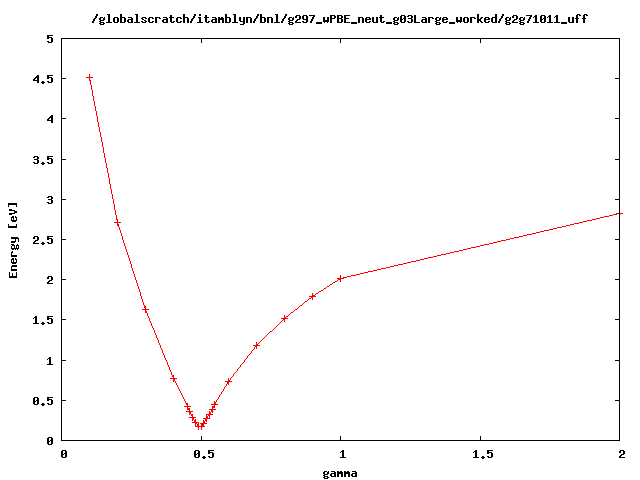 /globalscratch/itamblyn/bnl/g297_wPBE_neut_g03Large_worked/g2g71011_uff
5
4.5
4
3.5
3
2.5
2
1.5
1
0.5
0
Energy [eV]
0 0.5 1 1.5 2
gamma